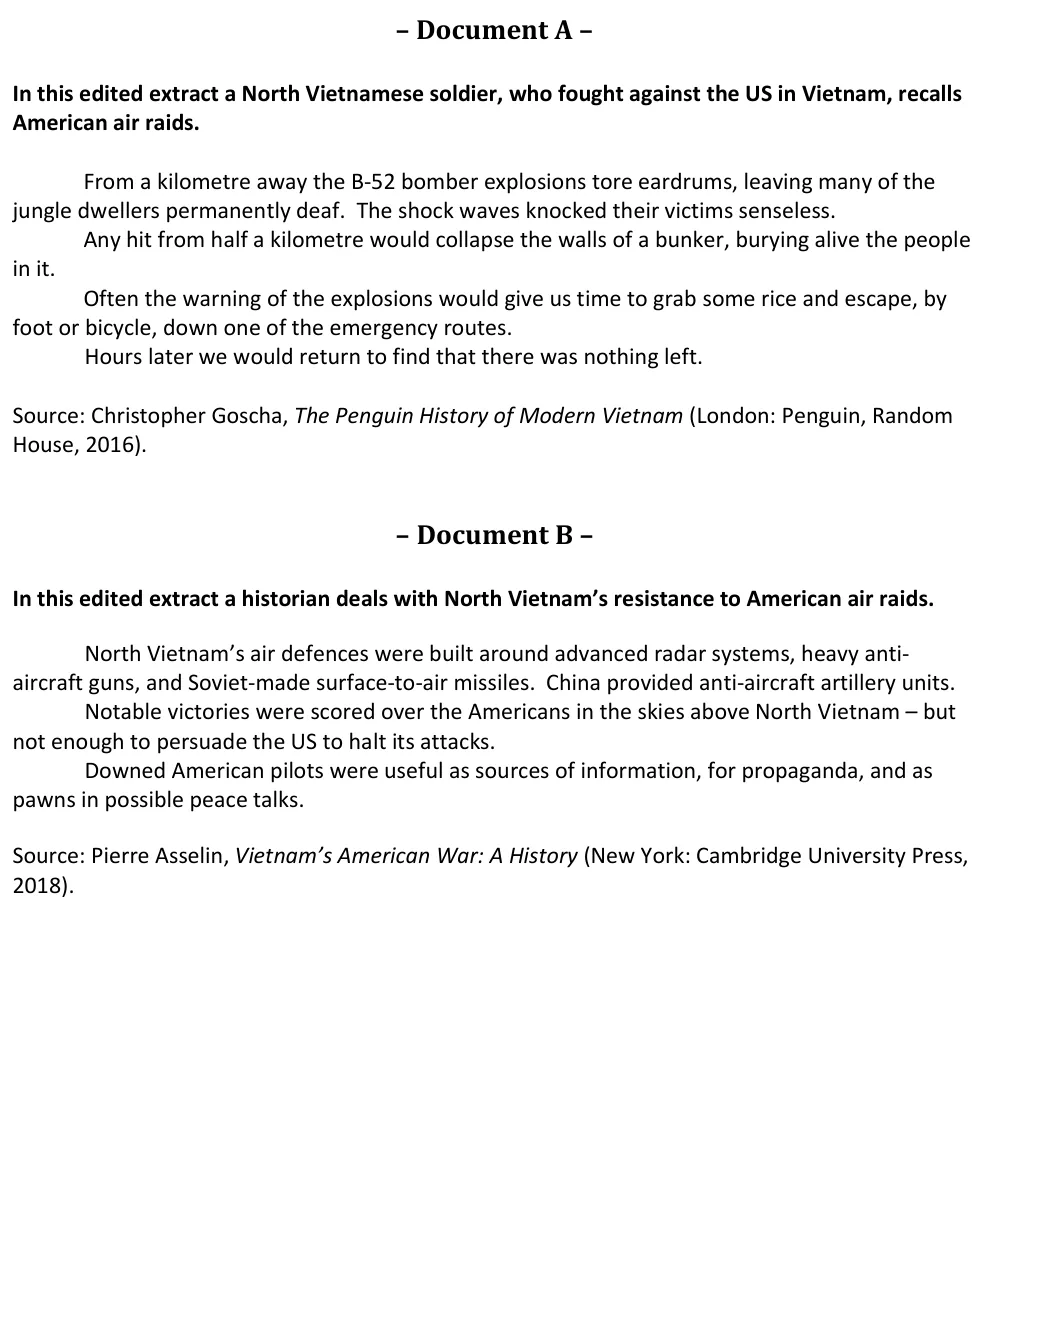 – Document A –
In this edited extract a North Vietnamese soldier, who fought against the US in Vietnam, recalls
American air raids.
From a kilometre away the B-52 bomber explosions tore eardrums, leaving many of the
jungle dwellers permanently deaf.  The shock waves knocked their victims senseless.
Any hit from half a kilometre would collapse the walls of a bunker, burying alive the people
in it.
Often the warning of the explosions would give us time to grab some rice and escape, by
foot or bicycle, down one of the emergency routes.
Hours later we would return to find that there was nothing left.
Source: Christopher Goscha, The Penguin History of Modern Vietnam (London: Penguin, Random
House, 2016).
– Document B –
In this edited extract a historian deals with North Vietnam’s resistance to American air raids.
North Vietnam’s air defences were built around advanced radar systems, heavy anti-
aircraft guns, and Soviet-made surface-to-air missiles.  China provided anti-aircraft artillery units.
Notable victories were scored over the Americans in the skies above North Vietnam – but
not enough to persuade the US to halt its attacks.
Downed American pilots were useful as sources of information, for propaganda, and as
pawns in possible peace talks.
Source: Pierre Asselin, Vietnam’s American War: A History (New York: Cambridge University Press,
2018).